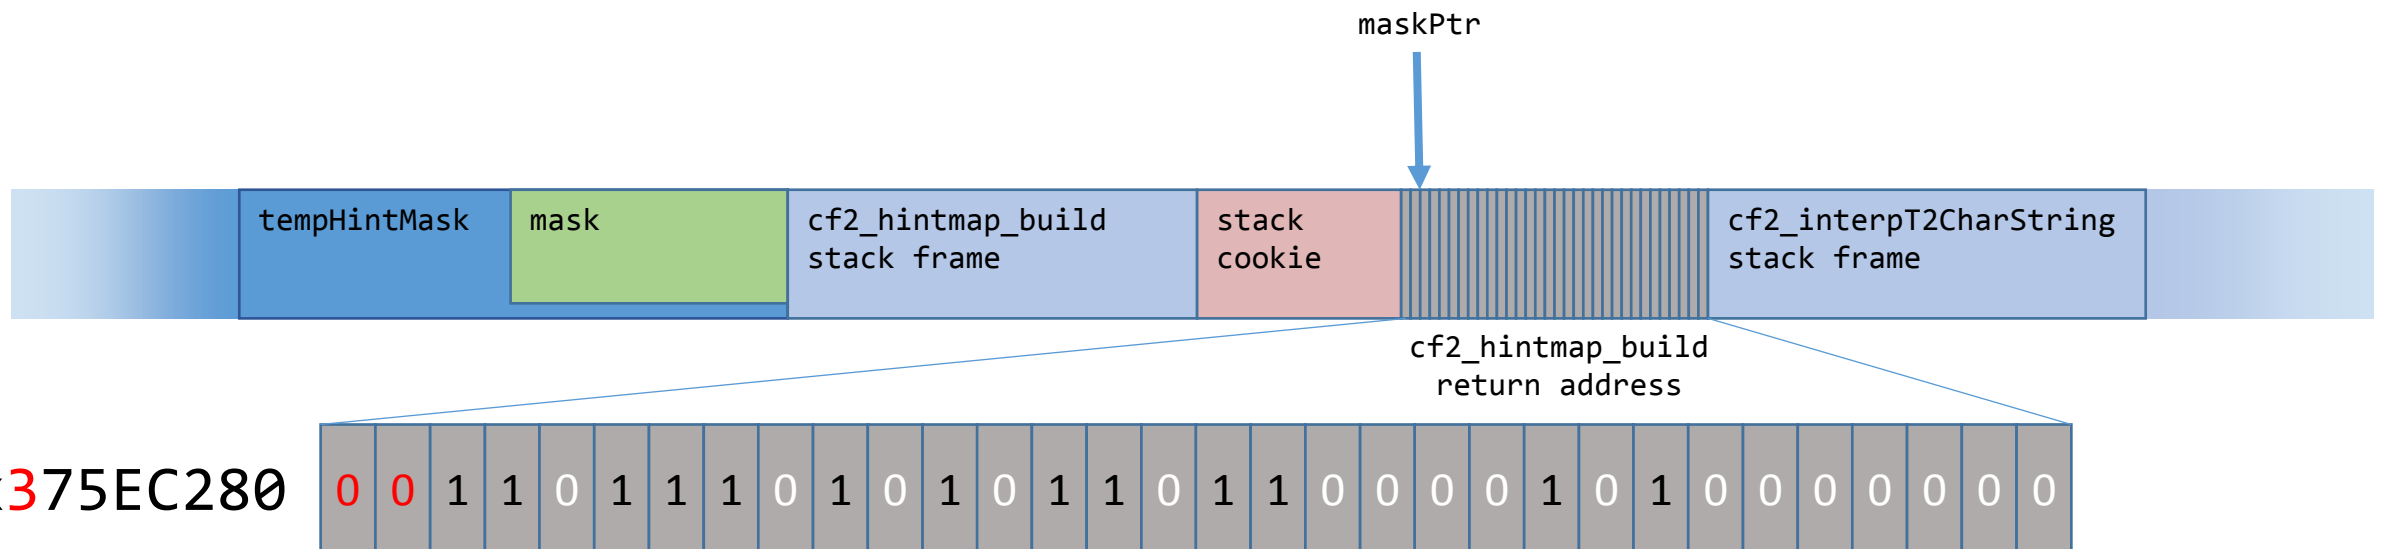 maskPtr
tempHintMask
mask
cf2_hintmap_build
stack frame
stack
cookie
cf2_interpT2CharString
stack frame
cf2_hintmap_build
return address
375EC280 0 0 1 1 0 1 1 1 0 1 0 1 0 1 1 0 1 1 0 0 0 0 1 0 1 0 0 0 0 0 0 0